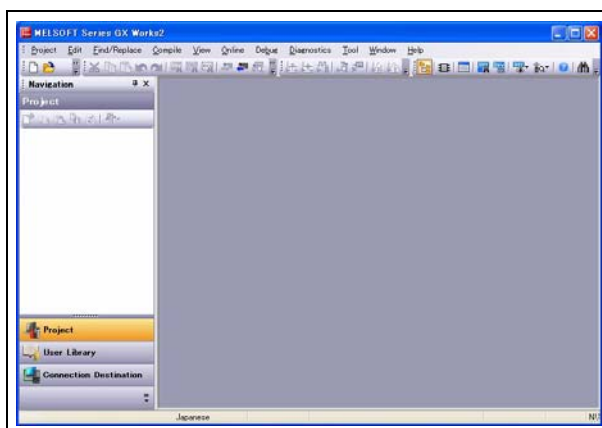 MELSOFT Series GX Works2
Project Edit Find/Replace Compile View Online Debug Diagnostics Tool Window Help
Navigation
Project
Project
User Library
Connection Destination
Japanese